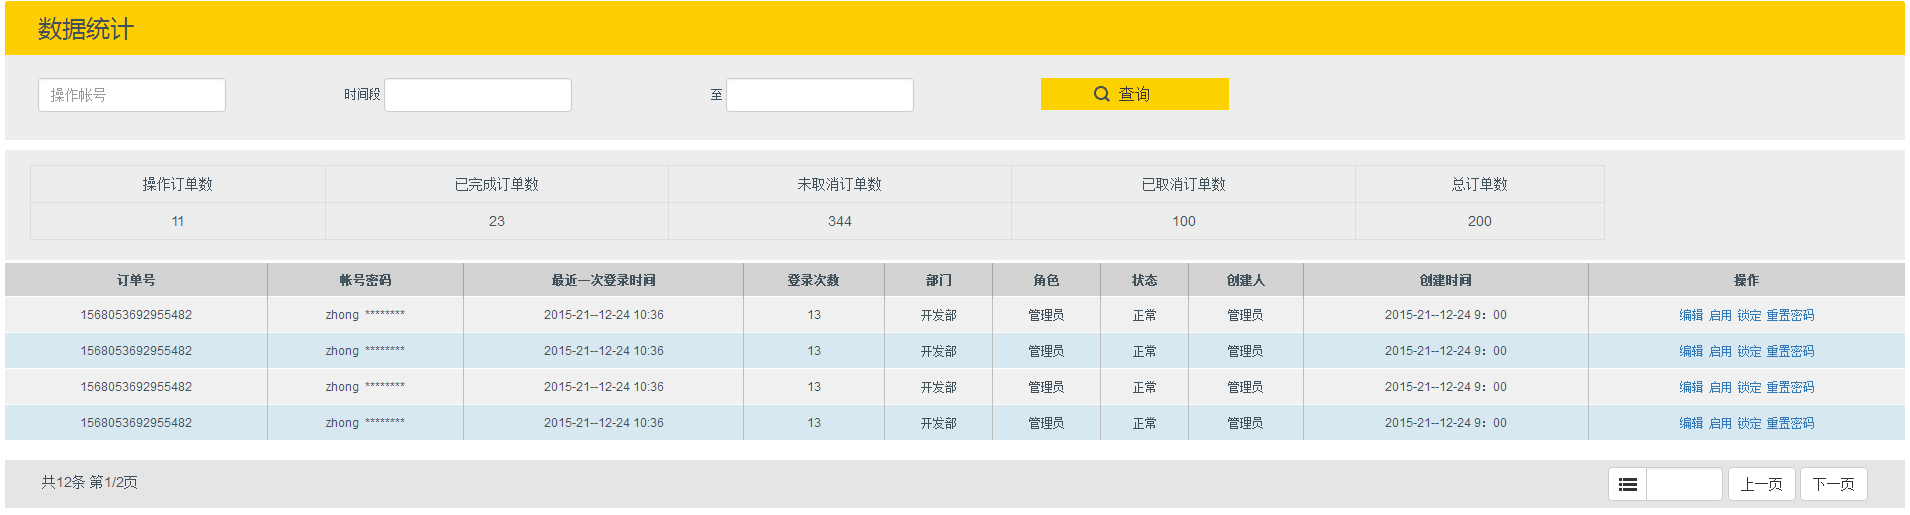 数据统计
操作帐号 时间段 至 查询
操作订单数 已完成订单数 未取消订单数 已取消订单数 总订单数
11 23 344 100 200
订单号 帐号密码 最近一次登录时间 登录次数 部门 角色 状态 创建人 创建时间 操作
1568053692955482 zhong ******** 2015-21--12-24 10:36 13 开发部 管理员 正常 管理员 2015-21--12-24 9：00 编辑 启用 锁定 重置密码
1568053692955482 zhong ******** 2015-21--12-24 10:36 13 开发部 管理员 正常 管理员 2015-21--12-24 9：00 编辑 启用 锁定 重置密码
1568053692955482 zhong ******** 2015-21--12-24 10:36 13 开发部 管理员 正常 管理员 2015-21--12-24 9：00 编辑 启用 锁定 重置密码
1568053692955482 zhong ******** 2015-21--12-24 10:36 13 开发部 管理员 正常 管理员 2015-21--12-24 9：00 编辑 启用 锁定 重置密码
共12条 第1/2页 上一页 下一页